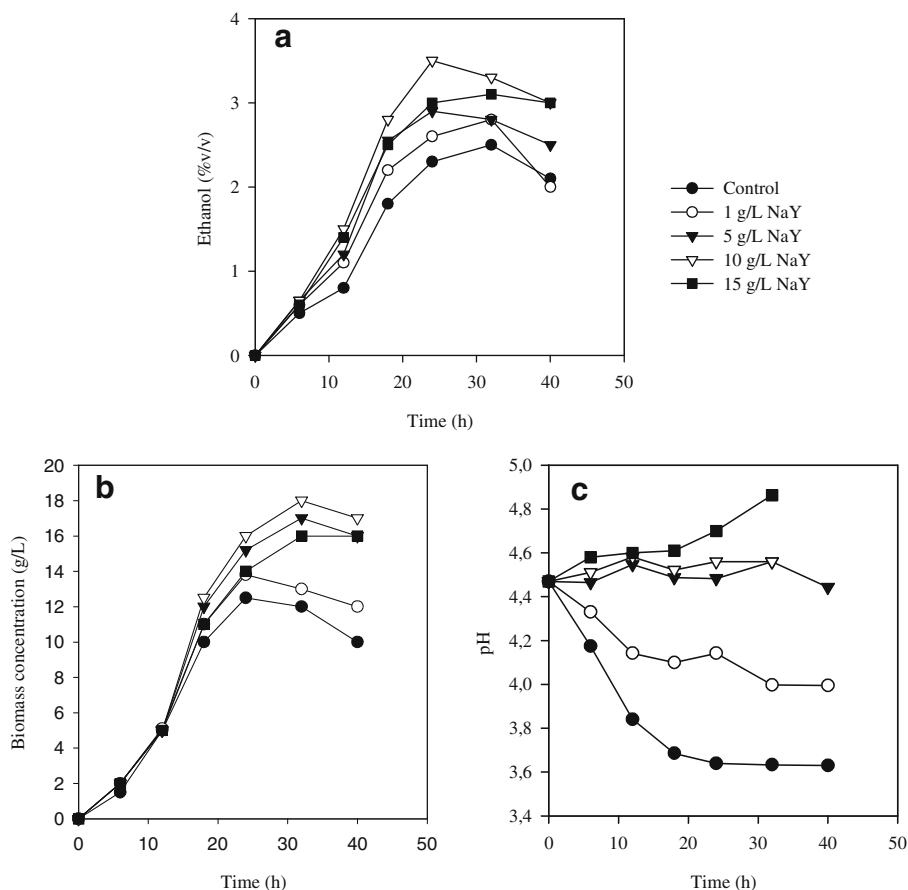 a
4
3
2
1
0
Ethanol (%v/v)
0 10 20 30 40 50
Time (h)
Control
1 g/L NaY
5 g/L NaY
10 g/L NaY
15 g/L NaY
b
20
18
16
14
12
10
8
6
4
2
0
Biomass concentration (g/L)
0 10 20 30 40 50
Time (h)
c
5,0
4,8
4,6
4,4
4,2
4,0
3,8
3,6
3,4
pH
0 10 20 30 40 50
Time (h)